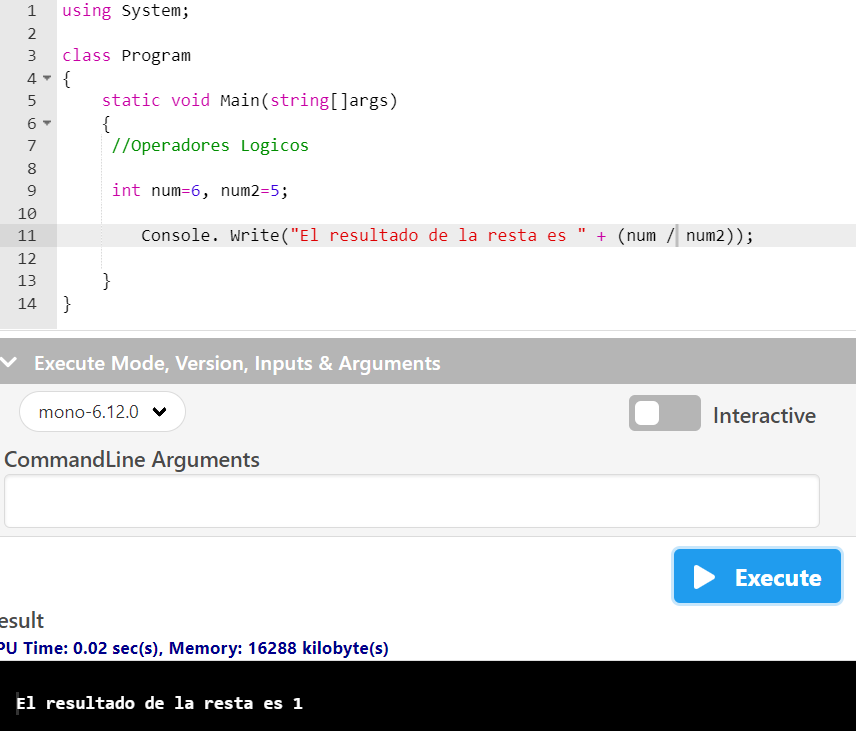 1 using System;
2
3 class Program
4 {
5 static void Main(string[]args)
6 {
7 //Operadores Logicos
8
9 int num=6, num2=5;
10
11 Console. Write("El resultado de la resta es " + (num / num2));
12
13 }
14 }
Execute Mode, Version, Inputs & Arguments
mono-6.12.0 Interactive
CommandLine Arguments
Execute
esult
PU Time: 0.02 sec(s), Memory: 16288 kilobyte(s)
El resultado de la resta es 1